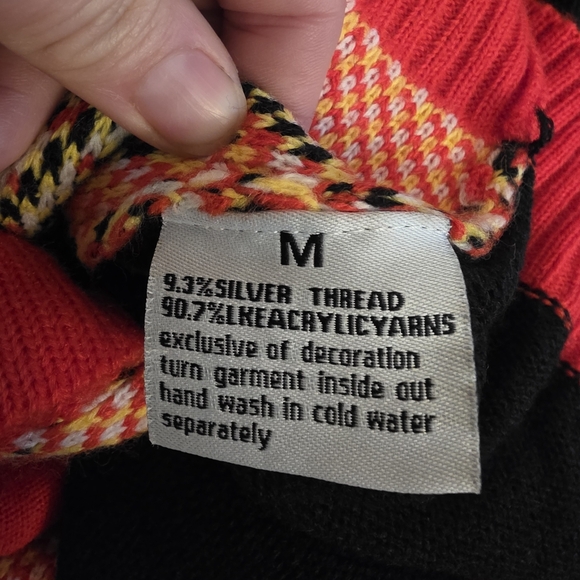 M
9.3%SILVER THREAD
90.7%LKEACRYLICYARNS
exclusive of decoration
turn garment inside out
hand wash in cold water
separately